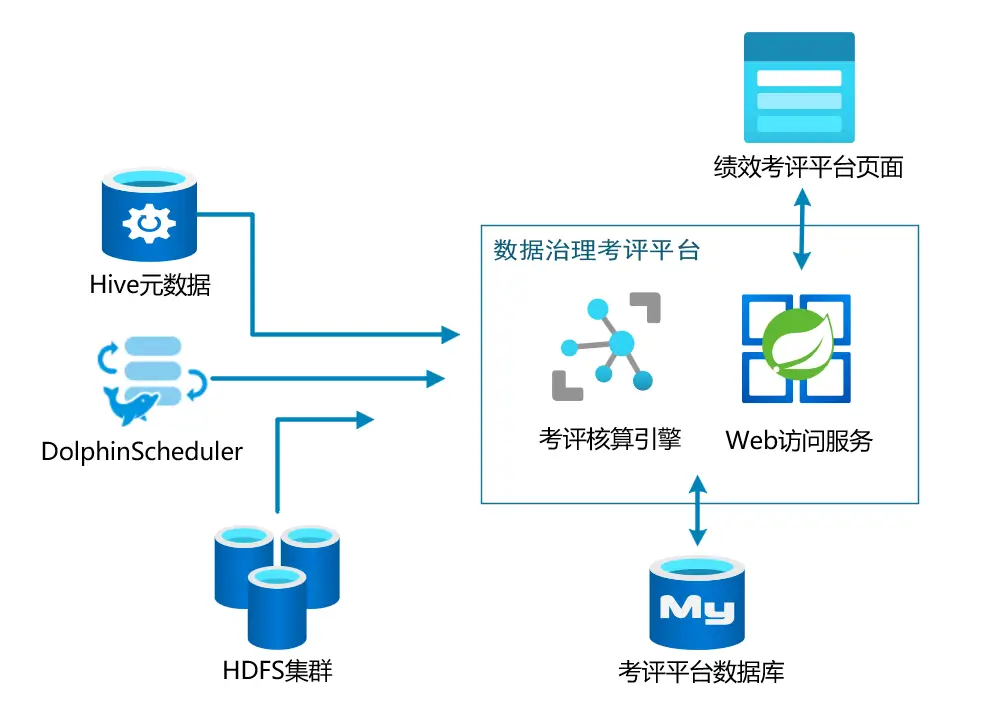 绩效考评平台页面
数据治理考评平台
Hive元数据
考评核算引擎
Web访问服务
DolphinScheduler
My
HDFS集群
考评平台数据库